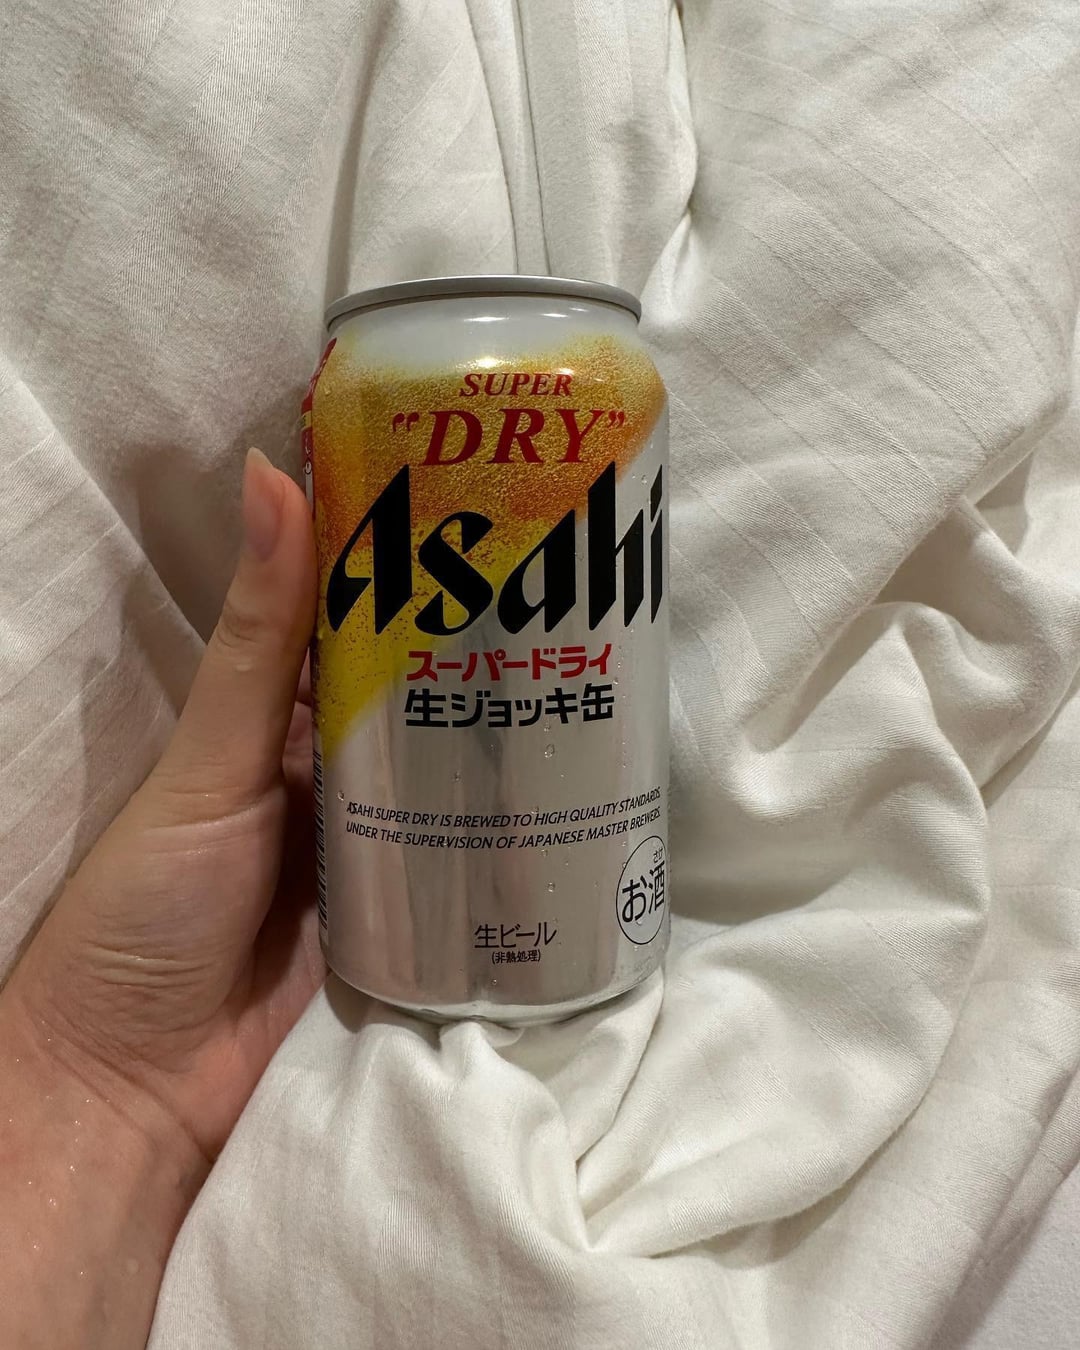 SUPER
"DRY"
Asahi
スーパードライ
生ジョッキ缶
ASAHI SUPER DRY IS BREWED TO HIGH QUALITY STANDARDS,
UNDER THE SUPERVISION OF JAPANESE MASTER BREWERS.
さけ
お酒
生ビール
(非熱処理)